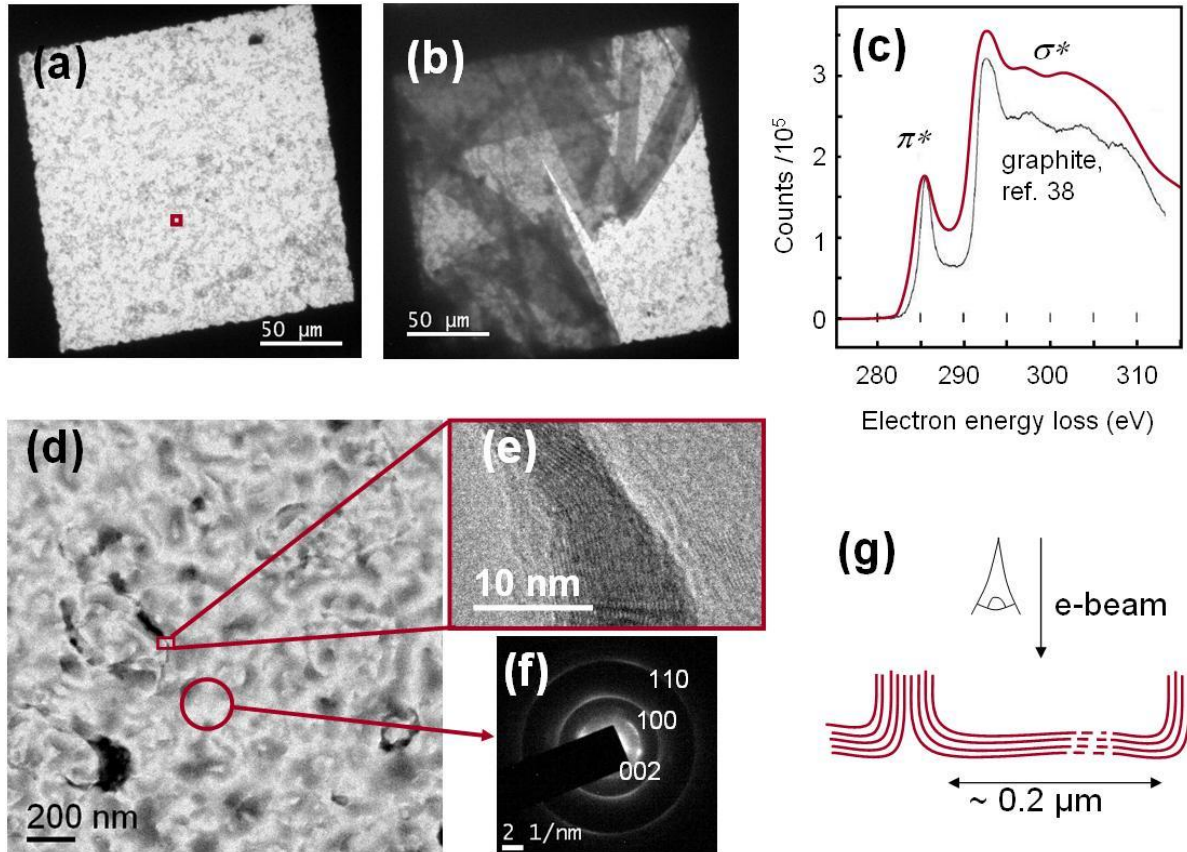 (a)
50 μm
(b)
50 μm
(c)
π*
σ*
graphite,
ref. 38
Counts /10⁵
3
2
1
0
280 290 300 310
Electron energy loss (eV)
(d)
200 nm
(e)
10 nm
(f)
110
100
002
2 1/nm
(g)
e-beam
~ 0.2 μm